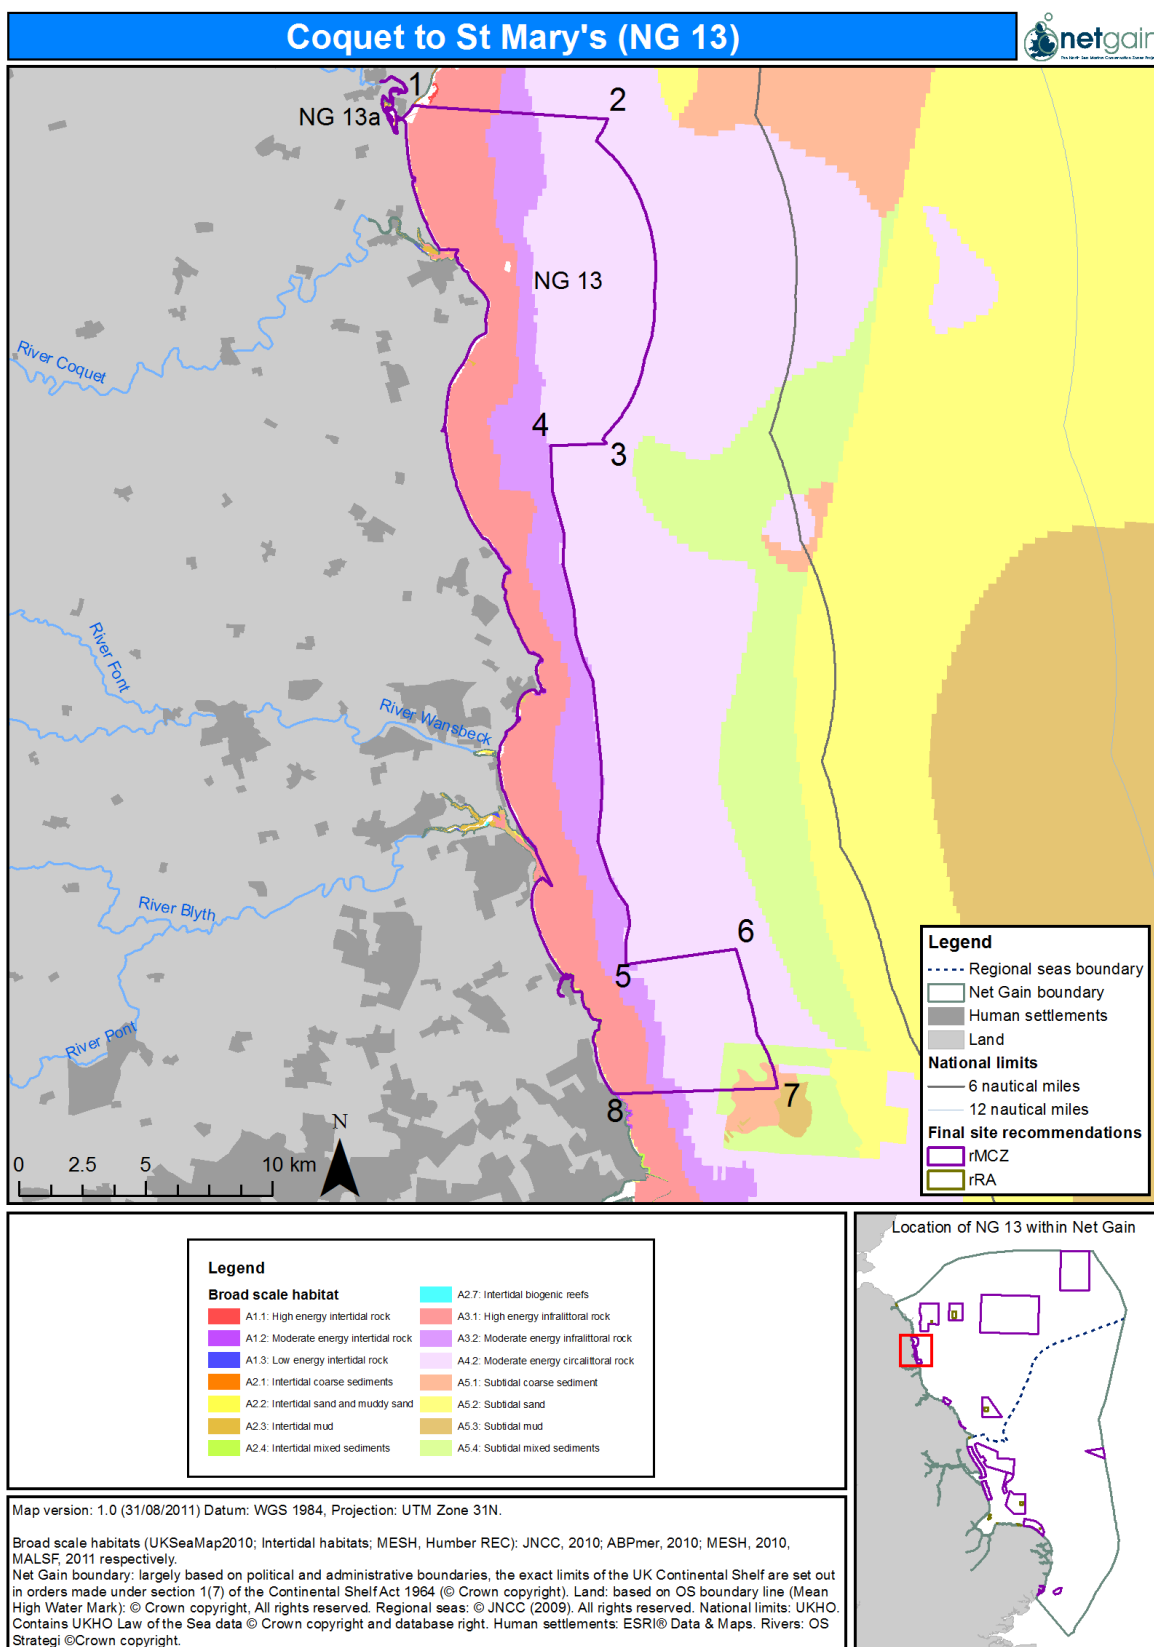 Coquet to St Mary's (NG 13)
netgain
The North Sea Marine Conservation Zones Project
1
2
NG 13a
NG 13
River Coquet
4
3
River Font
River Wansbeck
River Blyth
6
5
River Pont
7
8
N
0 2.5 5 10 km
Legend
Regional seas boundary
Net Gain boundary
Human settlements
Land
National limits
6 nautical miles
12 nautical miles
Final site recommendations
rMCZ
rRA
Legend
Broad scale habitat
A1.1: High energy intertidal rock
A1.2: Moderate energy intertidal rock
A1.3: Low energy intertidal rock
A2.1: Intertidal coarse sediments
A2.2: Intertidal sand and muddy sand
A2.3: Intertidal mud
A2.4: Intertidal mixed sediments
A2.7: Intertidal biogenic reefs
A3.1: High energy infralittoral rock
A3.2: Moderate energy infralittoral rock
A4.2: Moderate energy circalittoral rock
A5.1: Subtidal coarse sediment
A5.2: Subtidal sand
A5.3: Subtidal mud
A5.4: Subtidal mixed sediments
Location of NG 13 within Net Gain
Map version: 1.0 (31/08/2011) Datum: WGS 1984, Projection: UTM Zone 31N.
Broad scale habitats (UKSeaMap2010; Intertidal habitats; MESH, Humber REC): JNCC, 2010; ABPmer, 2010; MESH, 2010,
MALSF, 2011 respectively.
Net Gain boundary: largely based on political and administrative boundaries, the exact limits of the UK Continental Shelf are set out
in orders made under section 1(7) of the Continental Shelf Act 1964 (© Crown copyright). Land: based on OS boundary line (Mean
High Water Mark): © Crown copyright, All rights reserved. Regional seas: © JNCC (2009). All rights reserved. National limits: UKHO.
Contains UKHO Law of the Sea data © Crown copyright and database right. Human settlements: ESRI® Data & Maps. Rivers: OS
Strategi ©Crown copyright.